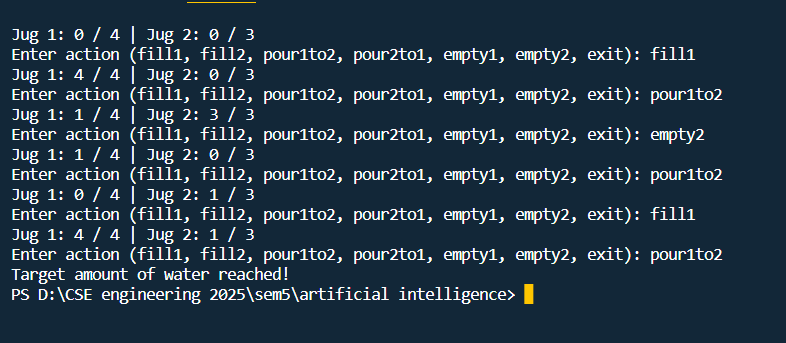 Jug 1: 0 / 4 | Jug 2: 0 / 3
Enter action (fill1, fill2, pour1to2, pour2to1, empty1, empty2, exit): fill1
Jug 1: 4 / 4 | Jug 2: 0 / 3
Enter action (fill1, fill2, pour1to2, pour2to1, empty1, empty2, exit): pour1to2
Jug 1: 1 / 4 | Jug 2: 3 / 3
Enter action (fill1, fill2, pour1to2, pour2to1, empty1, empty2, exit): empty2
Jug 1: 1 / 4 | Jug 2: 0 / 3
Enter action (fill1, fill2, pour1to2, pour2to1, empty1, empty2, exit): pour1to2
Jug 1: 0 / 4 | Jug 2: 1 / 3
Enter action (fill1, fill2, pour1to2, pour2to1, empty1, empty2, exit): fill1
Jug 1: 4 / 4 | Jug 2: 1 / 3
Enter action (fill1, fill2, pour1to2, pour2to1, empty1, empty2, exit): pour1to2
Target amount of water reached!
PS D:\CSE engineering 2025\sem5\artificial intelligence>